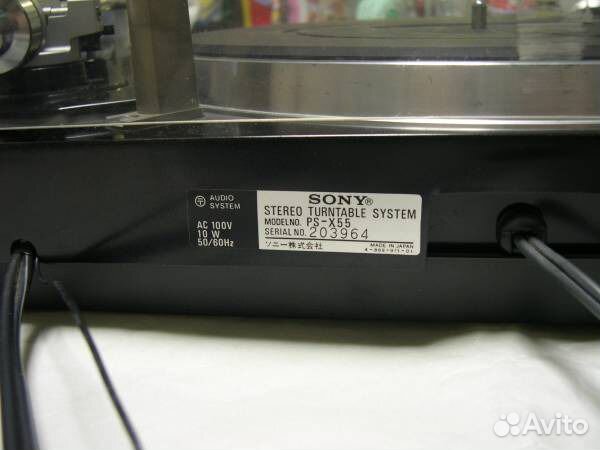 AUDIO
SYSTEM
AC 100V
10 W
50/60Hz
SONY®
STEREO TURNTABLE SYSTEM
MODEL NO. PS-X55
SERIAL NO. 203964
ソニー株式会社
MADE IN JAPAN
Avito